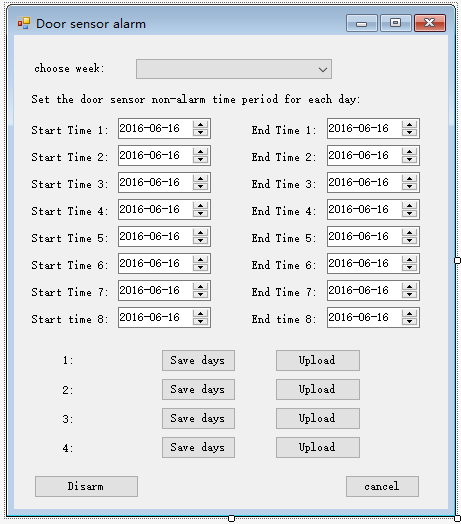 Door sensor alarm
choose week:
Set the door sensor non-alarm time period for each day:
Start Time 1: 2016-06-16 End Time 1: 2016-06-16
Start Time 2: 2016-06-16 End Time 2: 2016-06-16
Start Time 3: 2016-06-16 End Time 3: 2016-06-16
Start Time 4: 2016-06-16 End Time 4: 2016-06-16
Start Time 5: 2016-06-16 End Time 5: 2016-06-16
Start Time 6: 2016-06-16 End Time 6: 2016-06-16
Start Time 7: 2016-06-16 End Time 7: 2016-06-16
Start time 8: 2016-06-16 End time 8: 2016-06-16
1: Save days Upload
2: Save days Upload
3: Save days Upload
4: Save days Upload
Disarm cancel